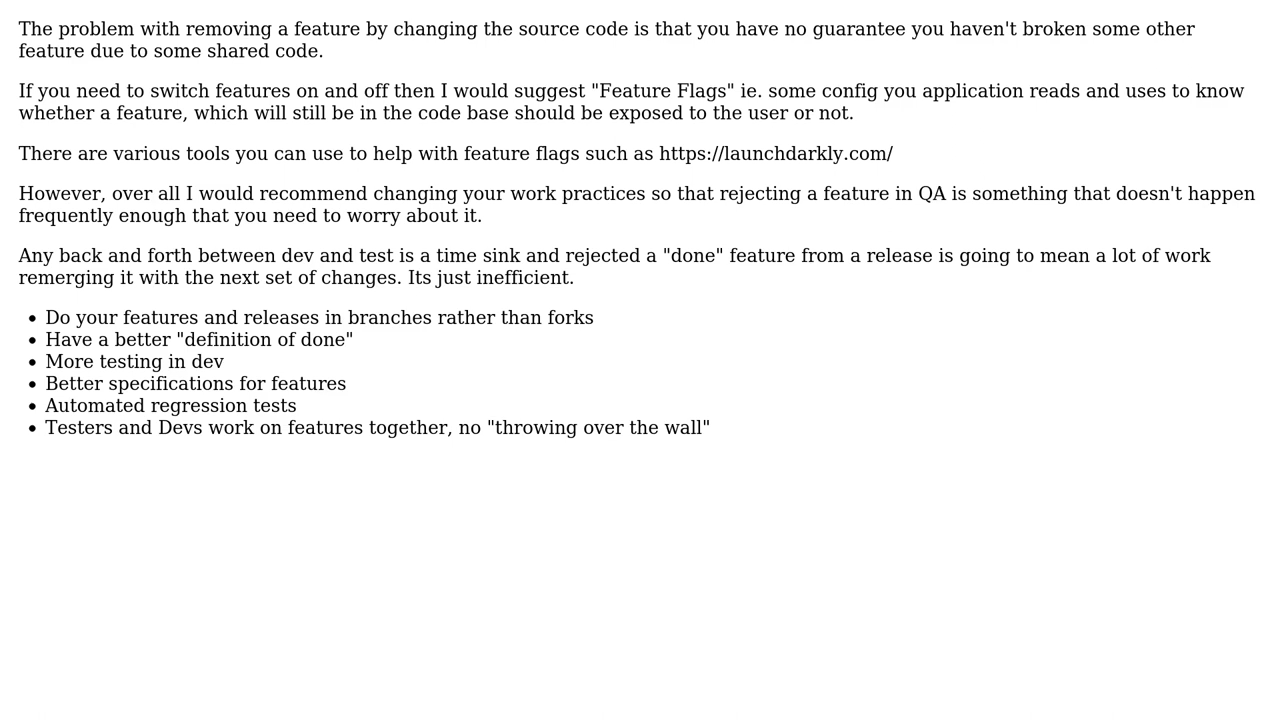 The problem with removing a feature by changing the source code is that you have no guarantee you haven't broken some other
feature due to some shared code.
If you need to switch features on and off then I would suggest "Feature Flags" ie. some config you application reads and uses to know
whether a feature, which will still be in the code base should be exposed to the user or not.
There are various tools you can use to help with feature flags such as https://launchdarkly.com/
However, over all I would recommend changing your work practices so that rejecting a feature in QA is something that doesn't happen
frequently enough that you need to worry about it.
Any back and forth between dev and test is a time sink and rejected a "done" feature from a release is going to mean a lot of work
remerging it with the next set of changes. Its just inefficient.
• Do your features and releases in branches rather than forks
• Have a better "definition of done"
• More testing in dev
• Better specifications for features
• Automated regression tests
• Testers and Devs work on features together, no "throwing over the wall"